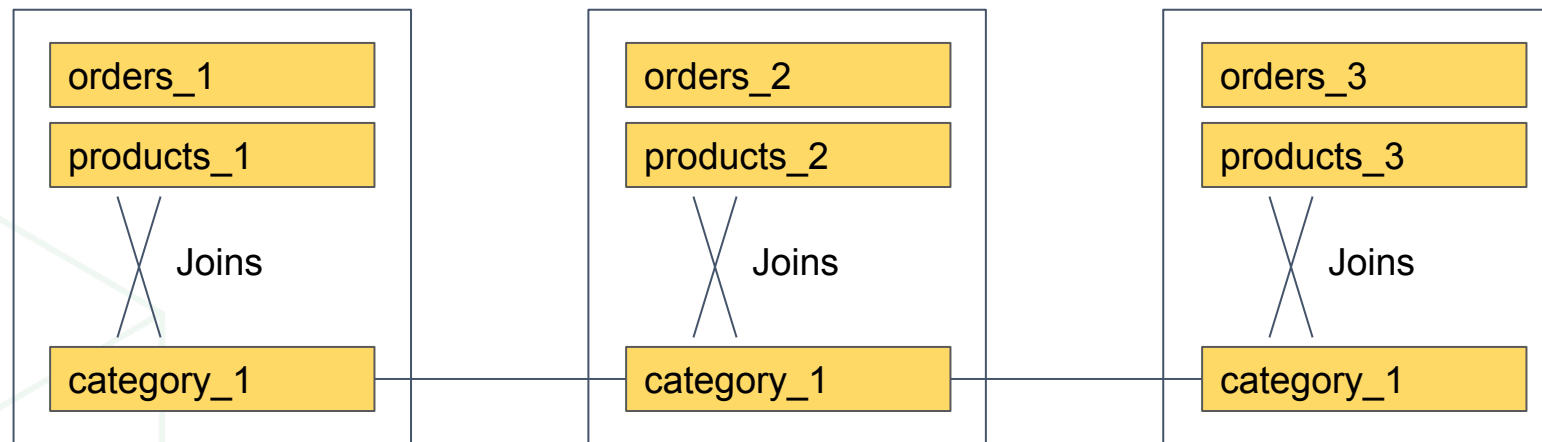 orders_1
products_1
Joins
category_1
orders_2
products_2
Joins
category_1
orders_3
products_3
Joins
category_1